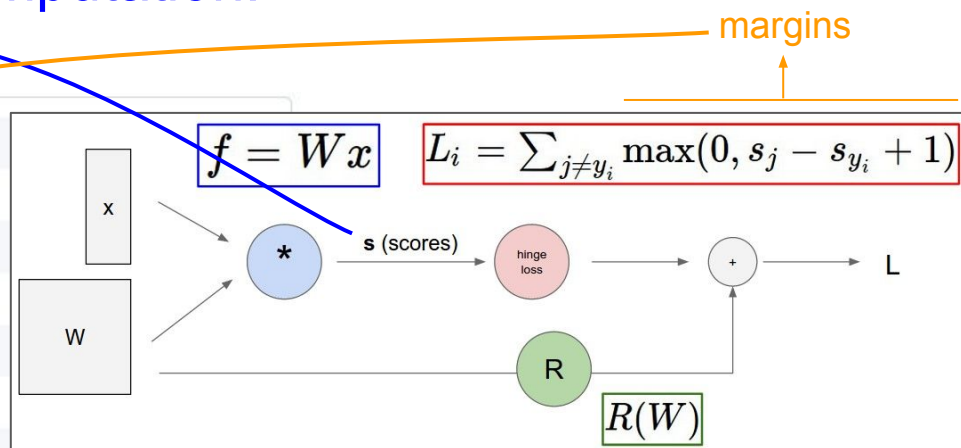 margins
f = Wx
L_i = \sum_{j \neq y_i} \max(0, s_j - s_{y_i} + 1)
x
*
s (scores)
hinge
loss
+
L
W
R
R(W)